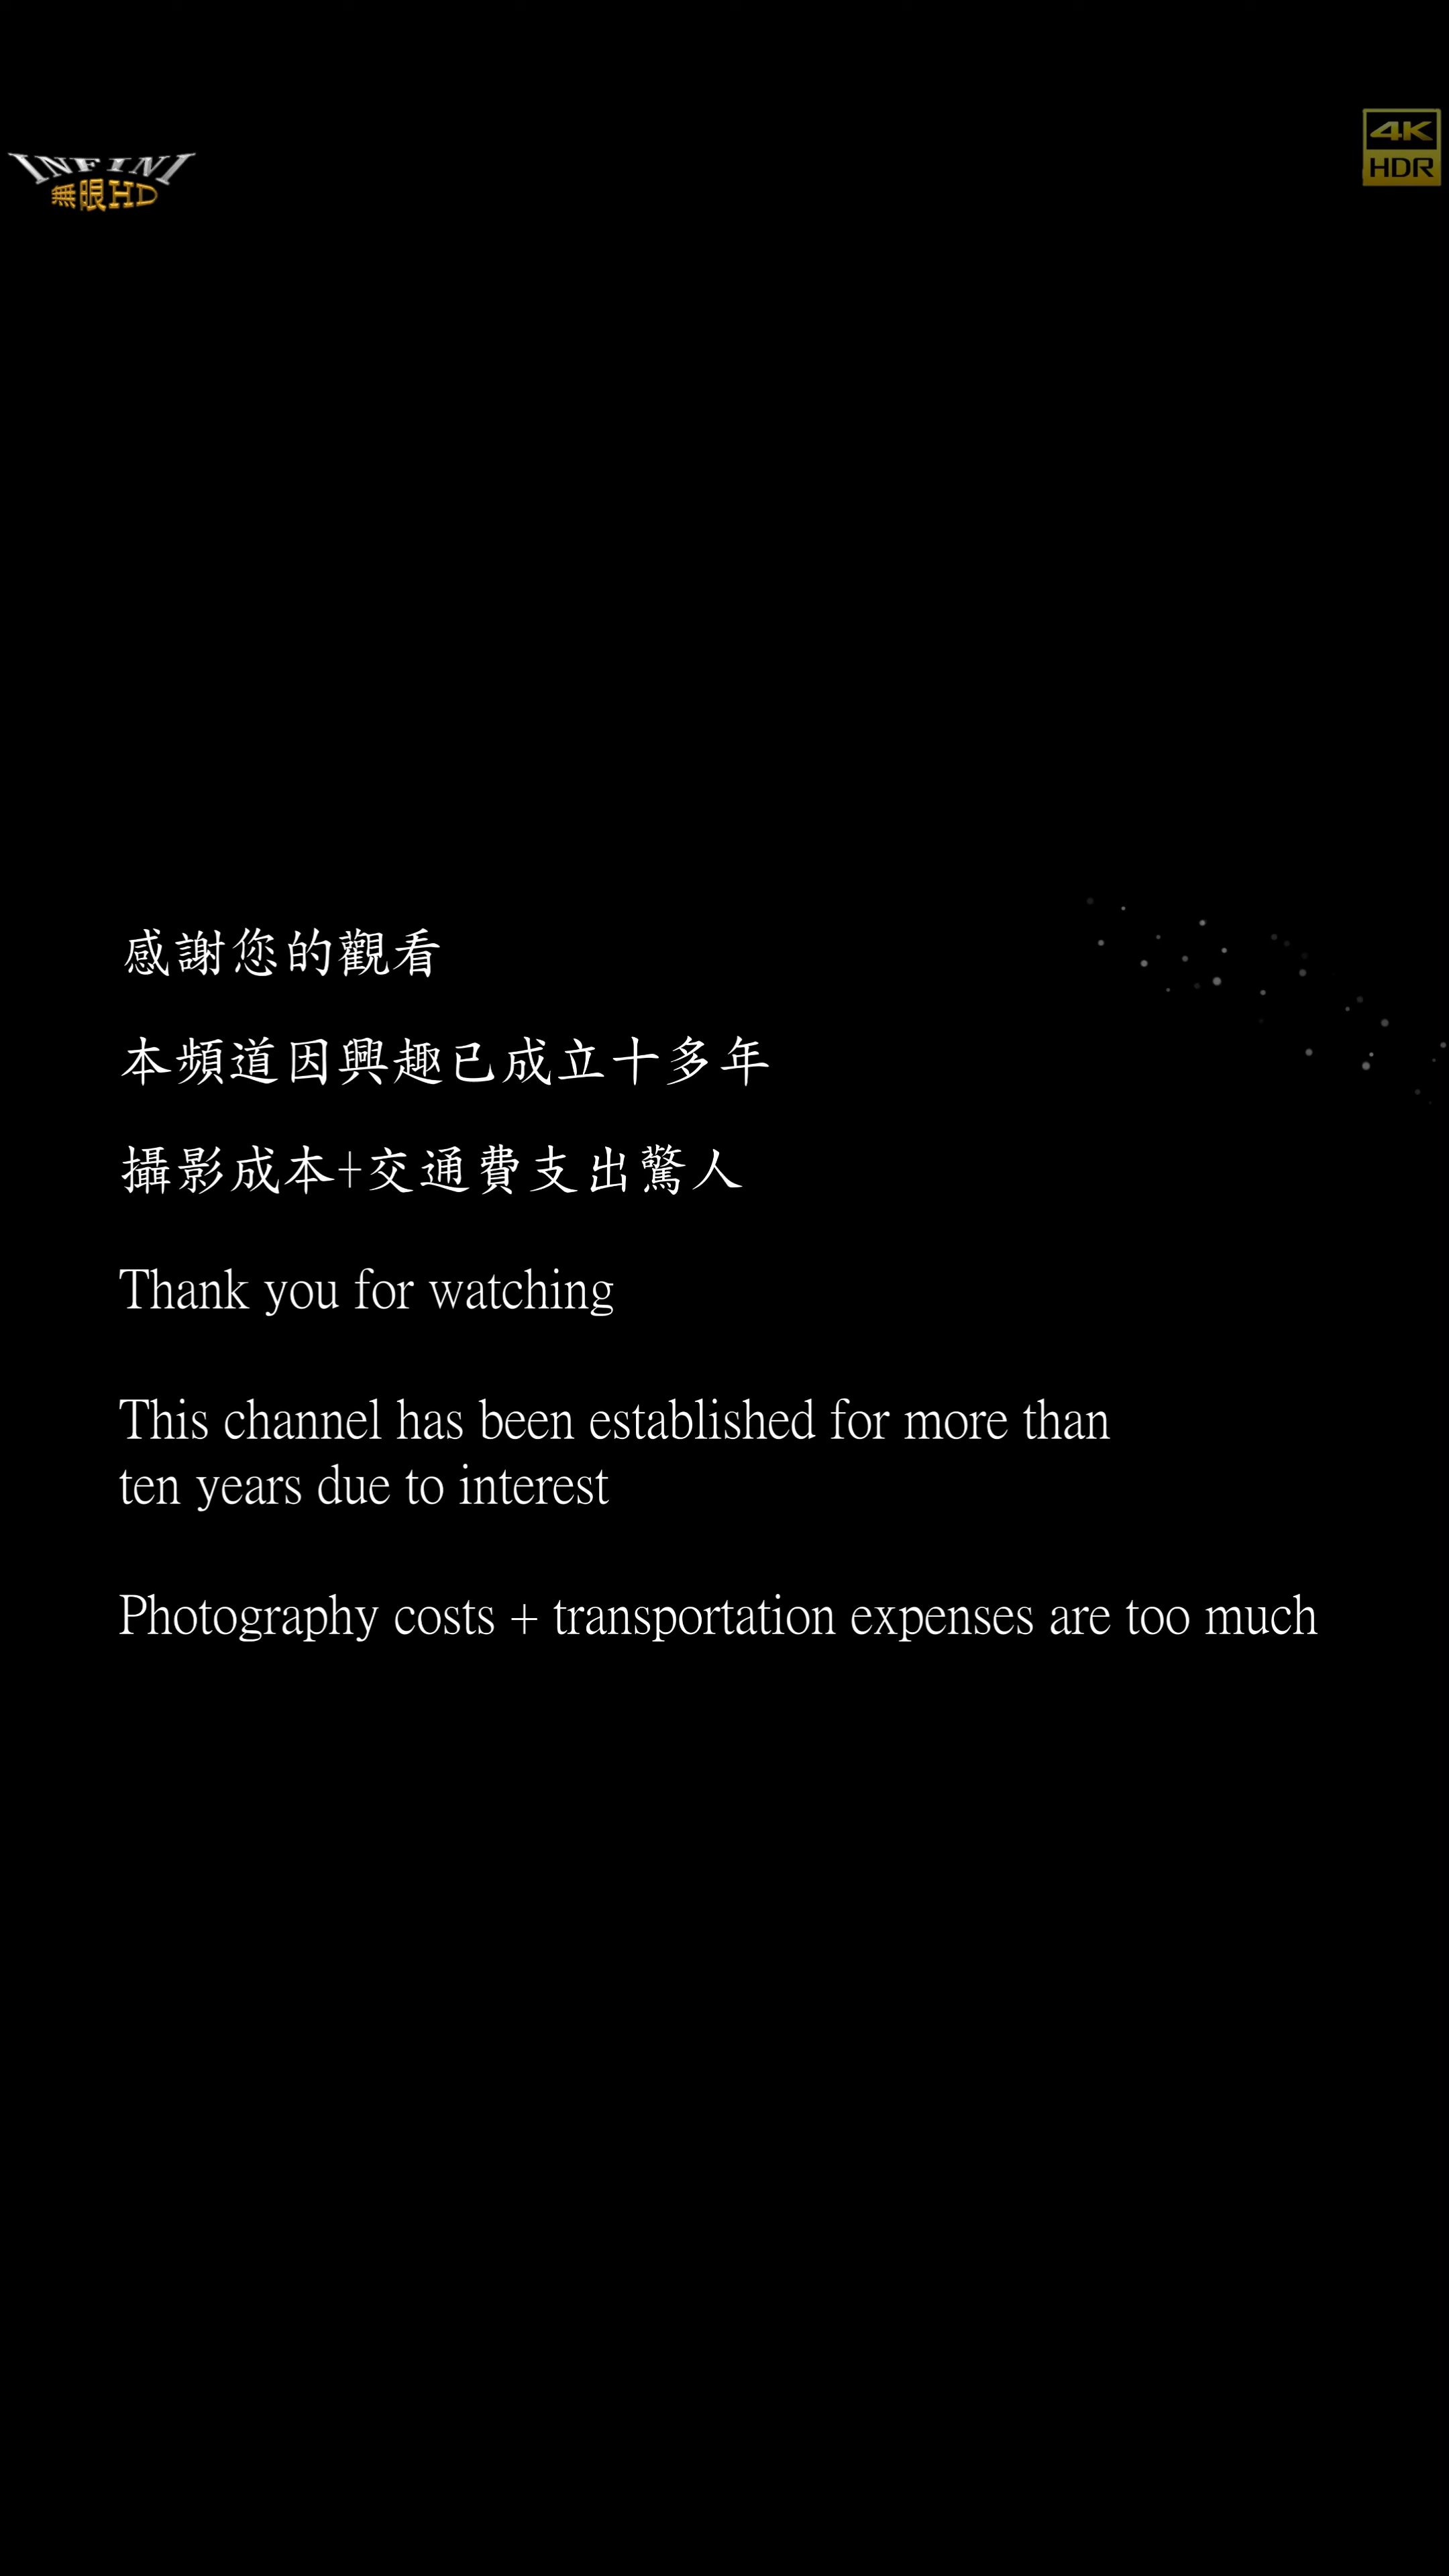 INFINI
無限HD
4K
HDR
感謝您的觀看
本頻道因興趣已成立十多年
攝影成本+交通費支出驚人
Thank you for watching
This channel has been established for more than
ten years due to interest
Photography costs + transportation expenses are too much